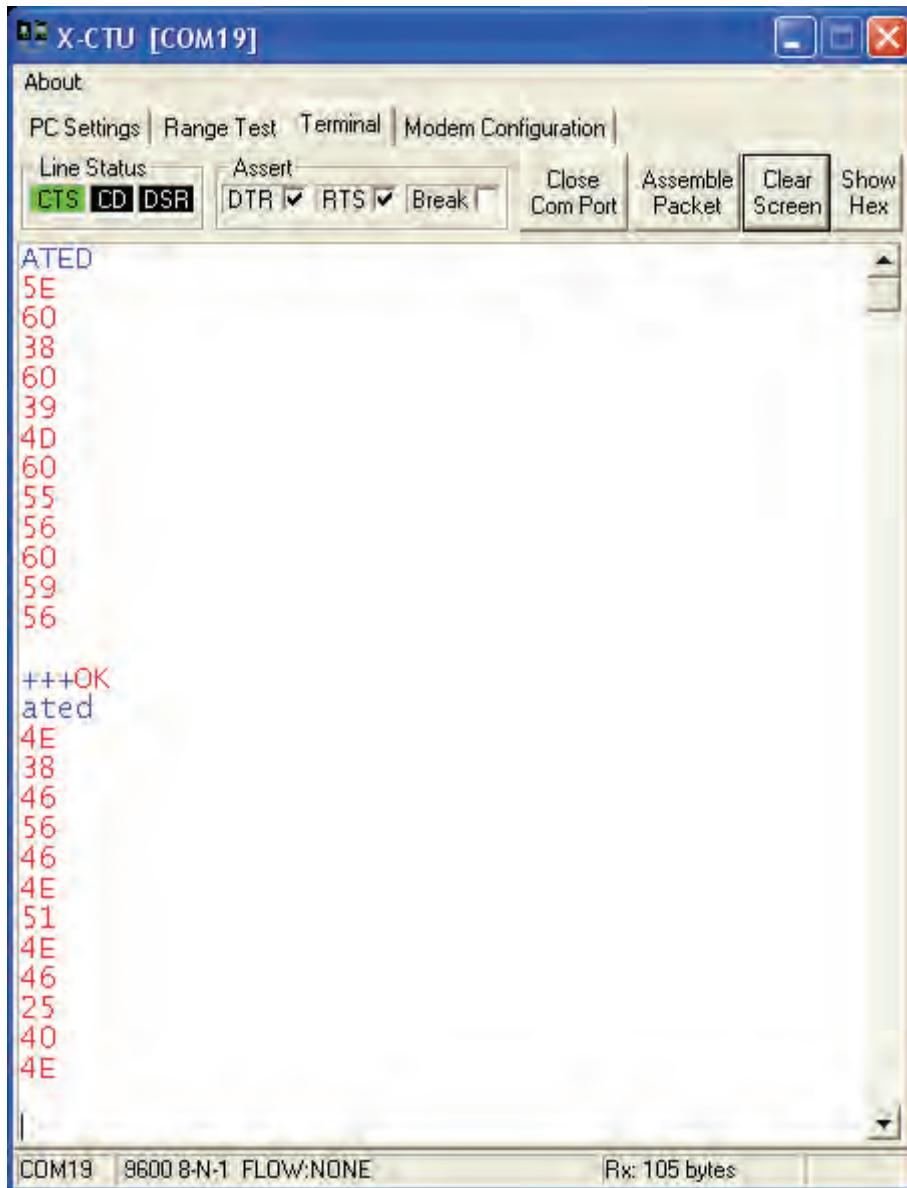 X-CTU [COM19]
About
PC Settings Range Test Terminal Modem Configuration
Line Status
CTS CD DSR
Assert
DTR RTS Break
Close Com Port
Assemble Packet
Clear Screen
Show Hex
ATED
5E
60
38
60
39
4D
60
55
56
60
59
56
+++OK
ated
4E
38
46
56
46
4E
51
4E
46
25
40
4E
COM19 9600 8-N-1 FLOW:NONE Rx: 105 bytes